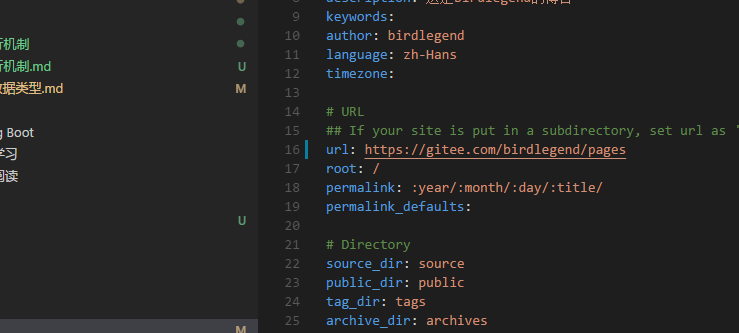 行机制
行机制.md U
数据类型.md M
g Boot
学习
阅读
U
M
8 description: 这是birdlegend的博客
9 keywords:
10 author: birdlegend
11 language: zh-Hans
12 timezone:
13
14 # URL
15 ## If your site is put in a subdirectory, set url as '
16 url: https://gitee.com/birdlegend/pages
17 root: /
18 permalink: :year/:month/:day/:title/
19 permalink_defaults:
20
21 # Directory
22 source_dir: source
23 public_dir: public
24 tag_dir: tags
25 archive_dir: archives